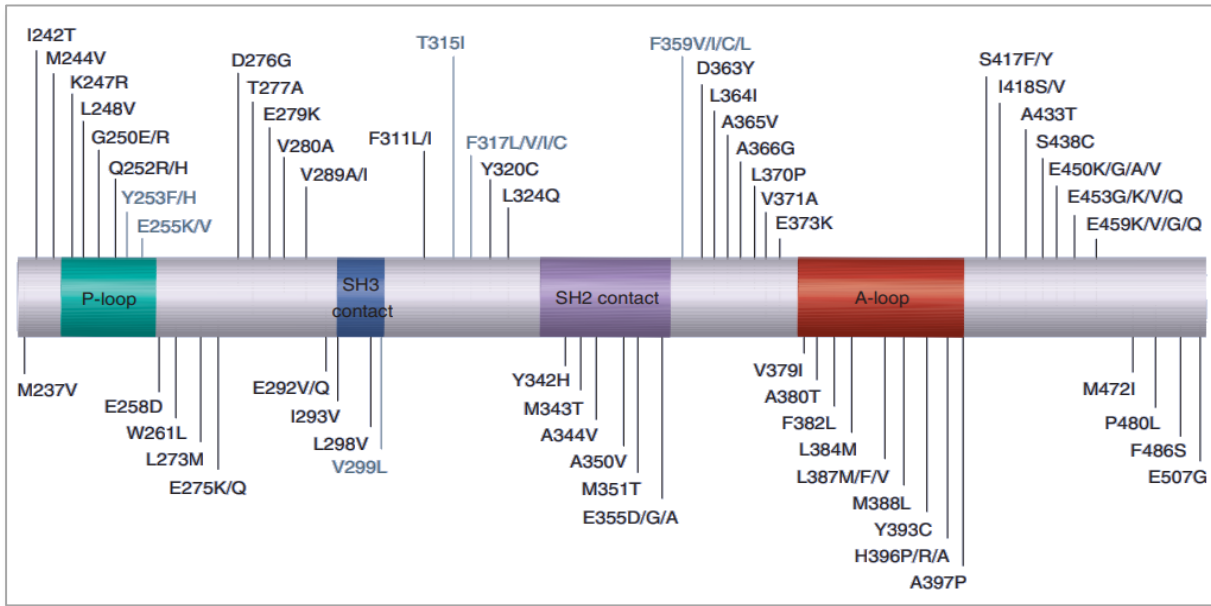 I242T
M244V
K247R
L248V
G250E/R
Q252R/H
Y253F/H
E255K/V
D276G
T277A
E279K
V280A
V289A/I
F311L/I
T315I
F317L/V/I/C
Y320C
L324Q
F359V/I/C/L
D363Y
L364I
A365V
A366G
L370P
V371A
E373K
S417F/Y
I418S/V
A433T
S438C
E450K/G/A/V
E453G/K/V/Q
E459K/V/G/Q
P-loop
SH3
contact
SH2 contact
A-loop
M237V
E258D
W261L
L273M
E275K/Q
E292V/Q
I293V
L298V
V299L
Y342H
M343T
A344V
A350V
M351T
E355D/G/A
V379I
A380T
F382L
L384M
L387M/F/V
M388L
Y393C
H396P/R/A
A397P
M472I
P480L
F486S
E507G